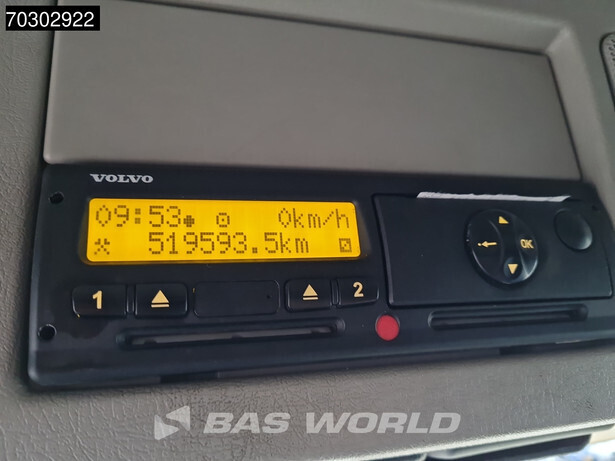 70302922
VOLVO
09:53 0km/h
519593.5km
1 2
OK
BAS WORLD